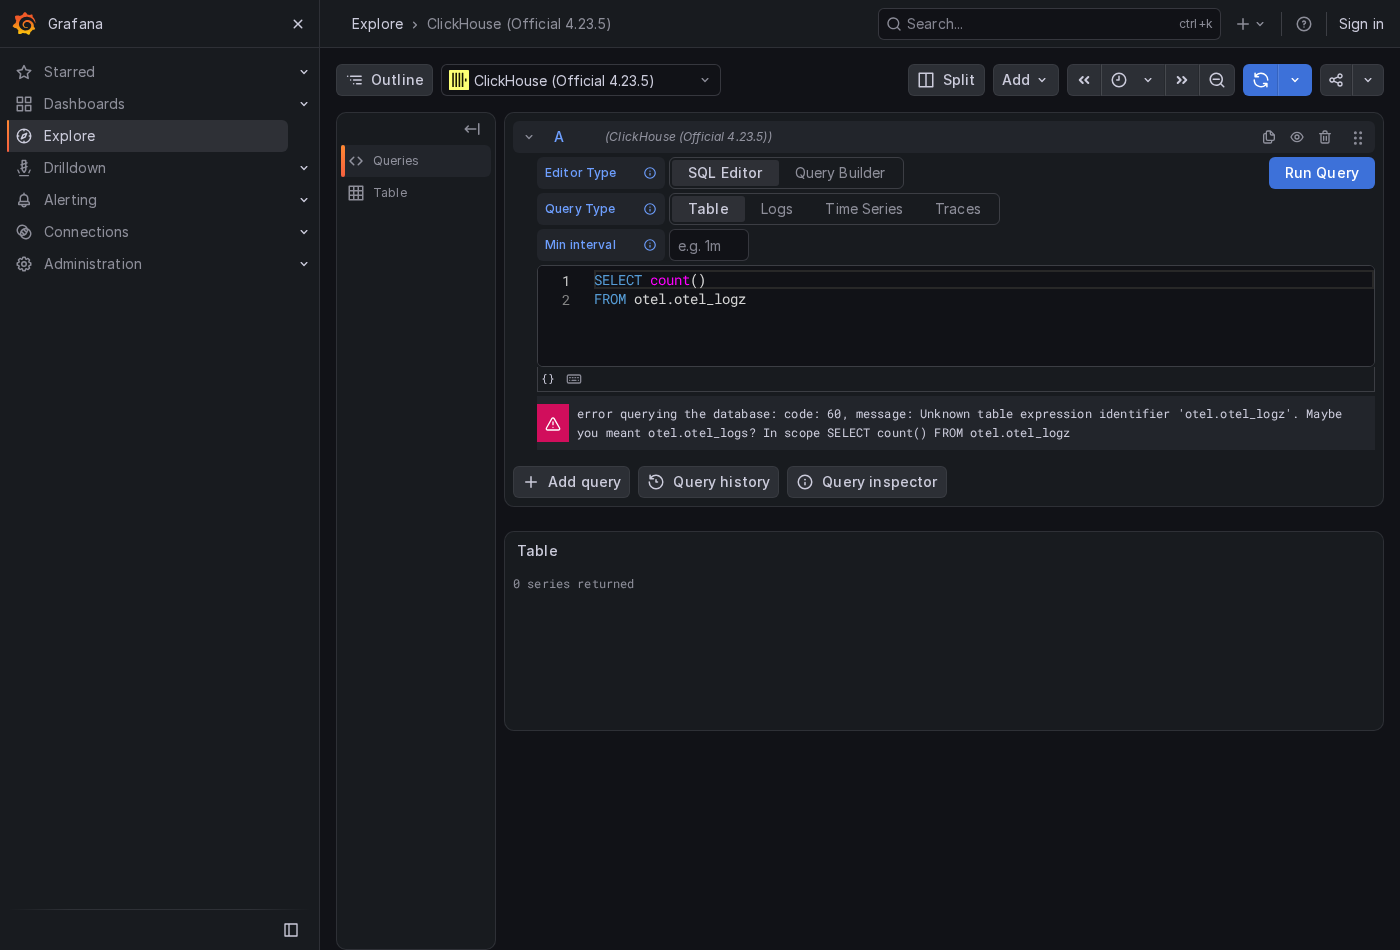 Grafana
Explore › ClickHouse (Official 4.23.5)
Search...
ctrl+k
Sign in
Starred
Dashboards
Explore
Drilldown
Alerting
Connections
Administration
Outline
ClickHouse (Official 4.23.5)
Split
Add
Queries
Table
A
(ClickHouse (Official 4.23.5))
Editor Type
SQL Editor
Query Builder
Run Query
Query Type
Table
Logs
Time Series
Traces
Min interval
e.g. 1m
1 SELECT count()
2 FROM otel.otel_logz
{}
error querying the database: code: 60, message: Unknown table expression identifier 'otel.otel_logz'. Maybe
you meant otel.otel_logs? In scope SELECT count() FROM otel.otel_logz
Add query
Query history
Query inspector
Table
0 series returned